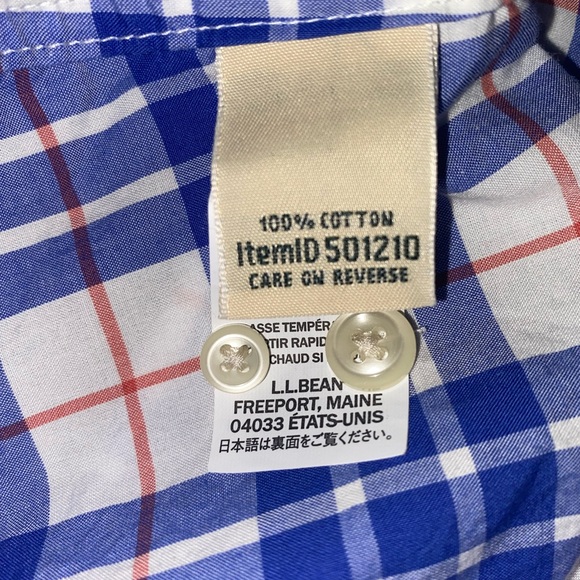 100% COTTON
ItemID 501210
CARE ON REVERSE
ASSE TEMPÉRA
TIR RAPID
CHAUD SI
L.L.BEAN
FREEPORT, MAINE
04033 ÉTATS-UNIS
日本語は裏面をご覧ください。